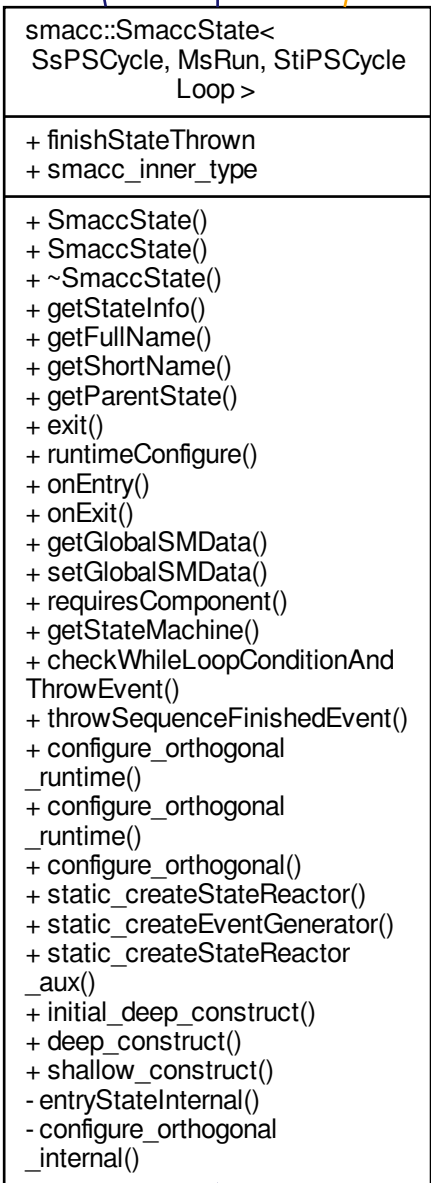 smacc::SmaccState<
SsPSCycle, MsRun, StiPSCycle
Loop >
+ finishStateThrown
+ smacc_inner_type
+ SmaccState()
+ SmaccState()
+ ~SmaccState()
+ getStateInfo()
+ getFullName()
+ getShortName()
+ getParentState()
+ exit()
+ runtimeConfigure()
+ onEntry()
+ onExit()
+ getGlobalSMData()
+ setGlobalSMData()
+ requiresComponent()
+ getStateMachine()
+ checkWhileLoopConditionAnd
ThrowEvent()
+ throwSequenceFinishedEvent()
+ configure_orthogonal
_runtime()
+ configure_orthogonal
_runtime()
+ configure_orthogonal()
+ static_createStateReactor()
+ static_createEventGenerator()
+ static_createStateReactor
_aux()
+ initial_deep_construct()
+ deep_construct()
+ shallow_construct()
- entryStateInternal()
- configure_orthogonal
_internal()